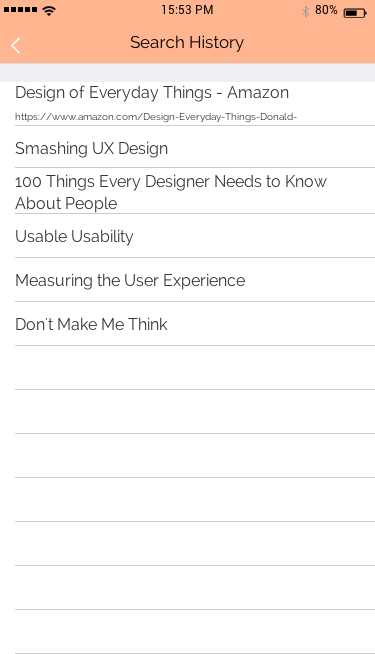 15:53 PM
80%
Search History
Design of Everyday Things - Amazon
https://www.amazon.com/Design-Everyday-Things-Donald-
Smashing UX Design
100 Things Every Designer Needs to Know
About People
Usable Usability
Measuring the User Experience
Don't Make Me Think